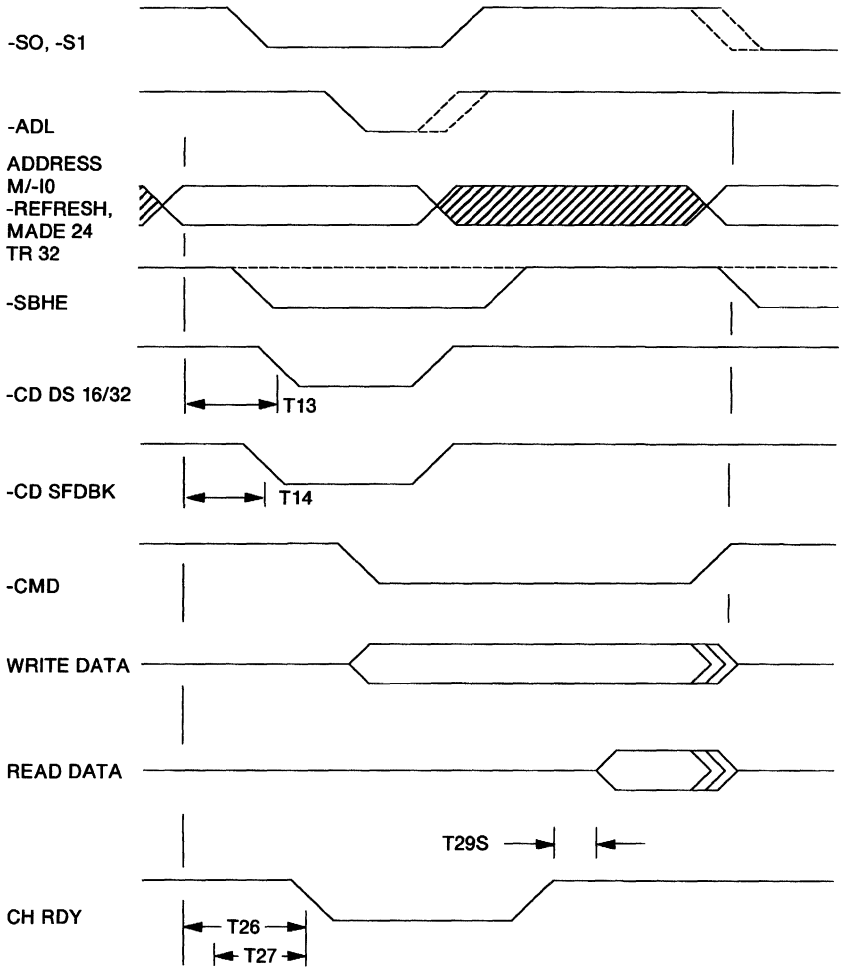 -SO, -S1
-ADL
ADDRESS
M/-I0
-REFRESH,
MADE 24
TR 32
-SBHE
-CD DS 16/32
T13
-CD SFDBK
T14
-CMD
WRITE DATA
READ DATA
T29S
CH RDY
T26
T27